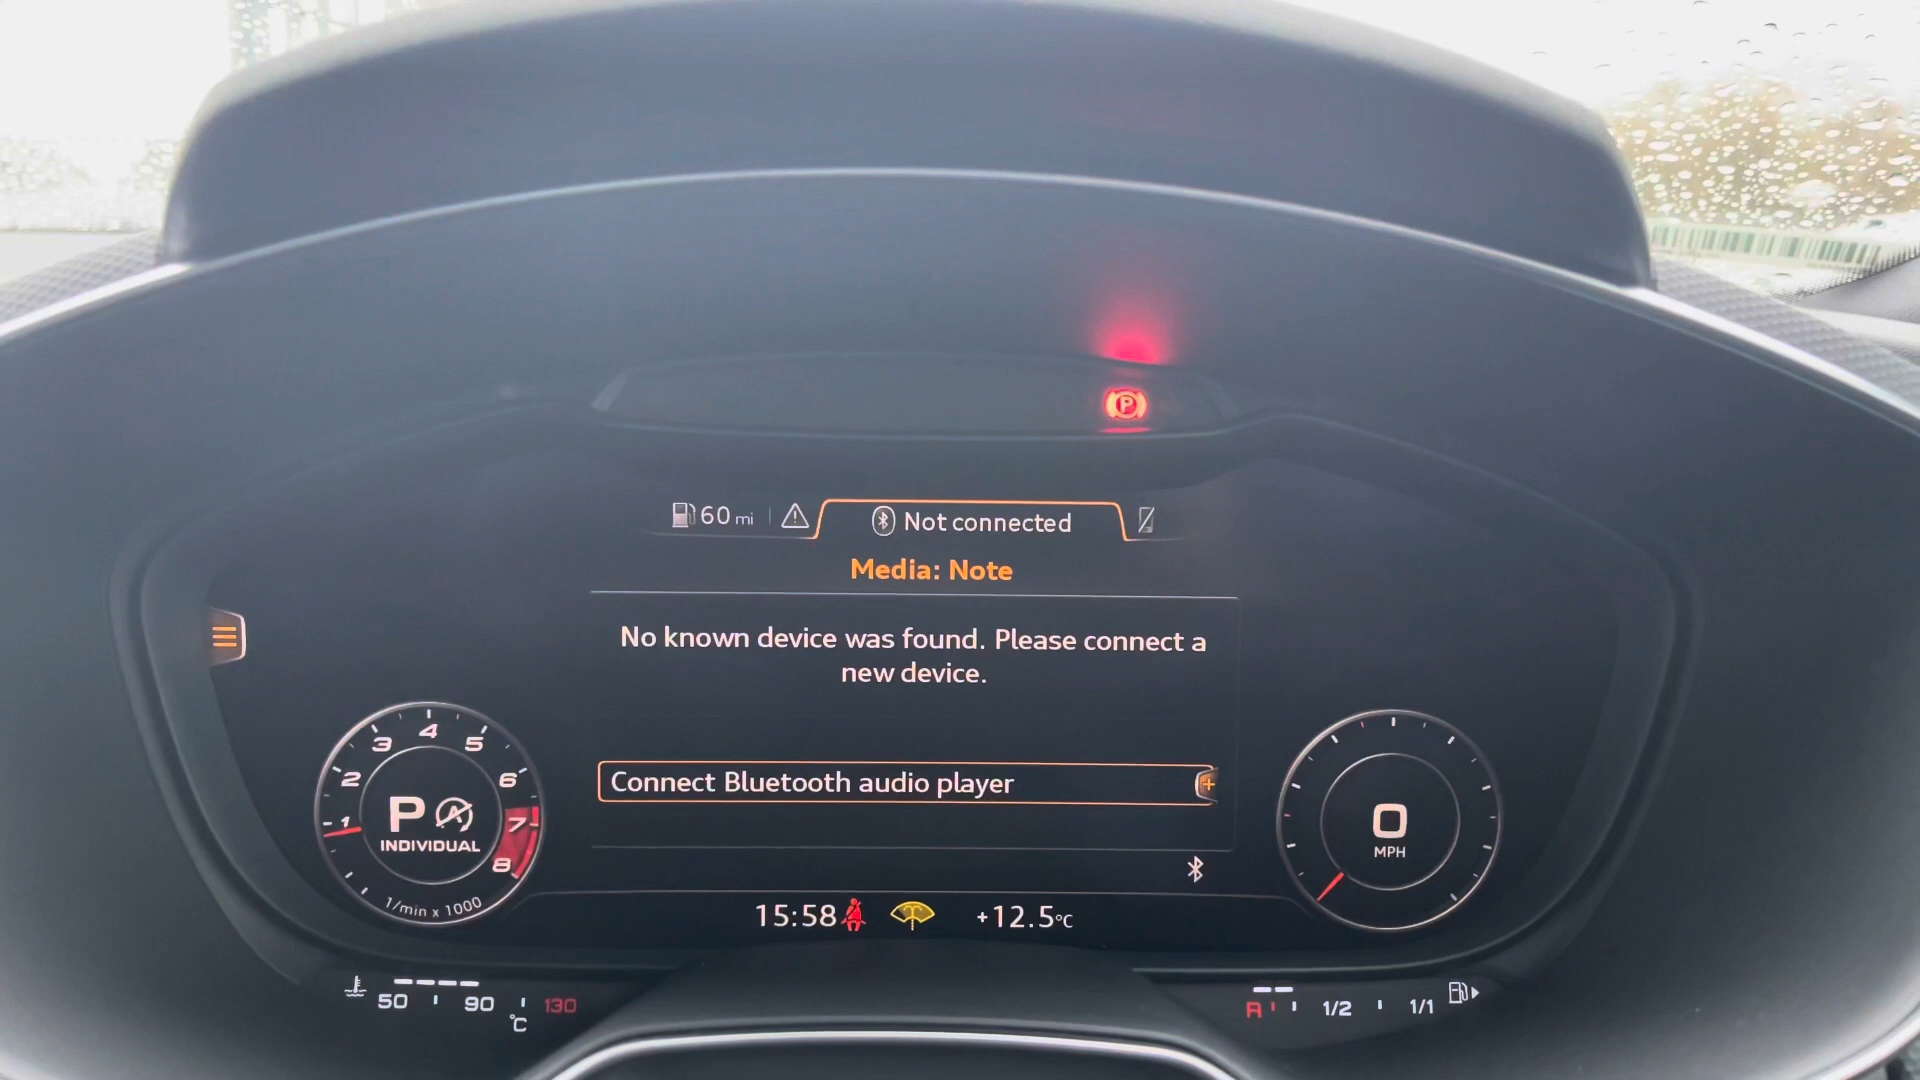 60 mi
Not connected
Media: Note
No known device was found. Please connect a
new device.
Connect Bluetooth audio player
1 2 3 4 5 6 7 8
P
INDIVIDUAL
1/min x 1000
0
MPH
15:58
+12.5°C
50 90 130
°C
R 1/2 1/1
P